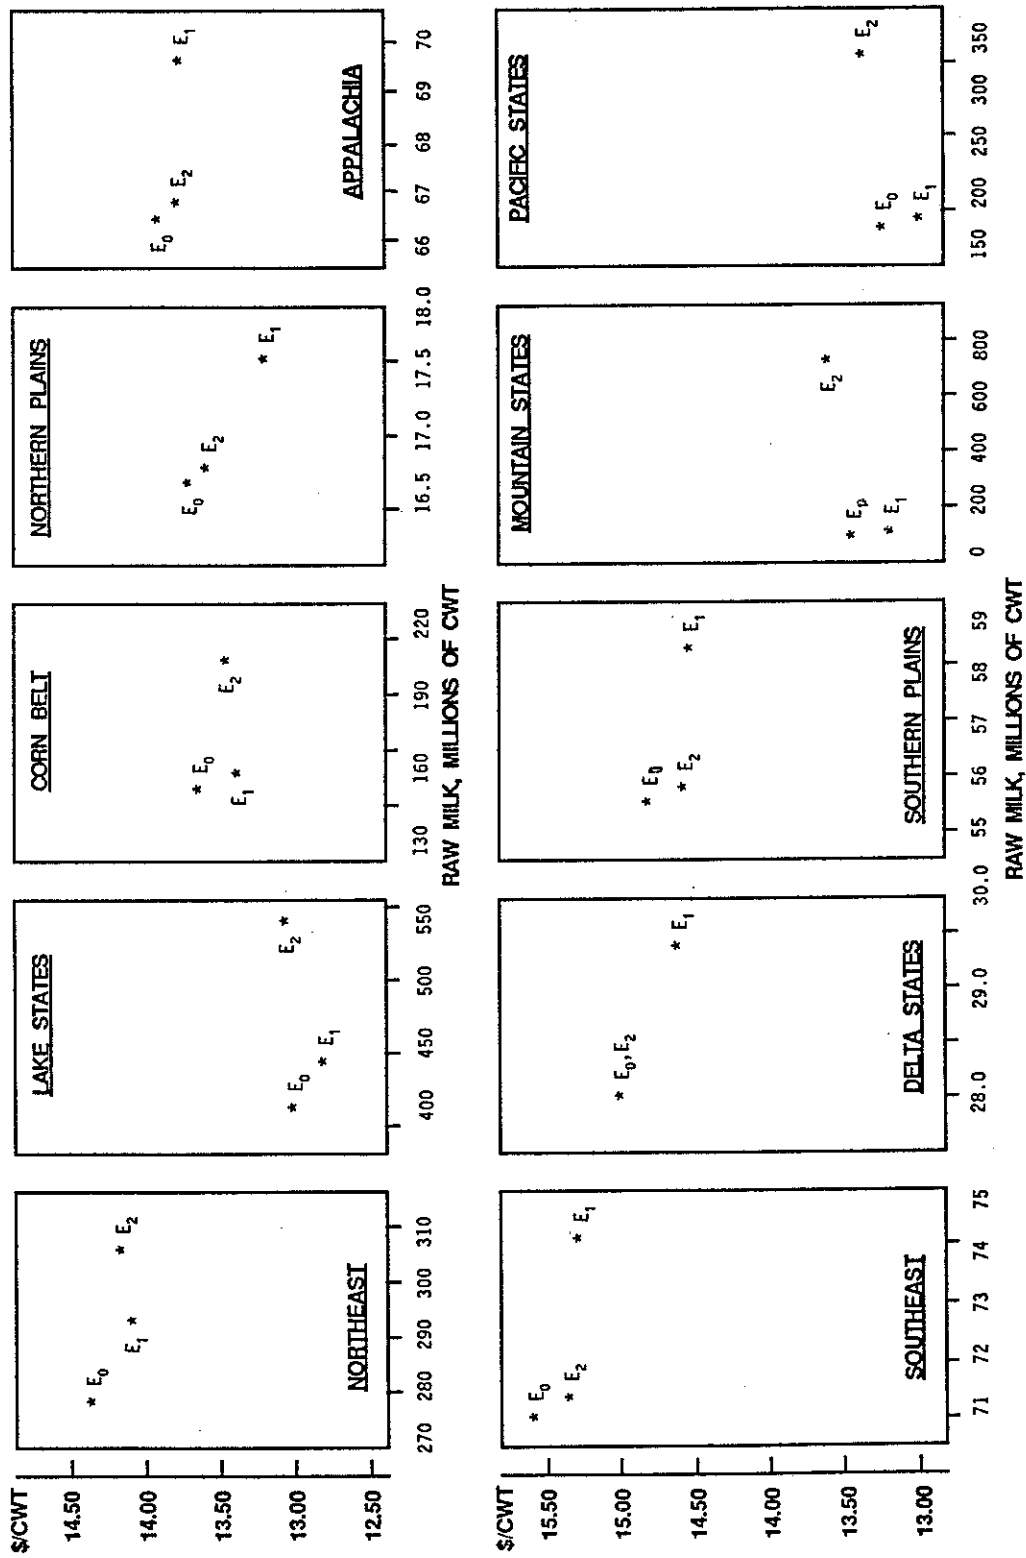 $/CWT
14.50
14.00
13.50
13.00
12.50
NORTHEAST
E0
E1
E2
270 280 290 300 310
LAKE STATES
E0
E1
E2
400 450 500 550
CORN BELT
E0
E1
E2
130 160 190 220
RAW MILK, MILLIONS OF CWT
NORTHERN PLAINS
E0
E2
E1
16.5 17.0 17.5 18.0
APPALACHIA
E0
E2
E1
66 67 68 69 70
$/CWT
15.50
15.00
14.50
14.00
13.50
13.00
SOUTHEAST
E0
E2
E1
71 72 73 74 75
DELTA STATES
E0, E2
E1
28.0 29.0 30.0
SOUTHERN PLAINS
E0
E2
E1
55 56 57 58 59
RAW MILK, MILLIONS OF CWT
MOUNTAIN STATES
E0
E1
E2
0 200 400 600 800
PACIFIC STATES
E0
E1
E2
150 200 250 300 350